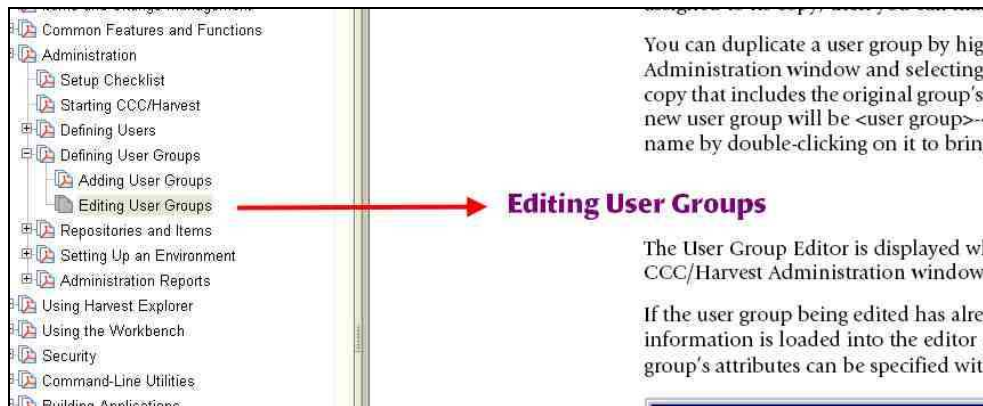 Common Features and Functions
Administration
Setup Checklist
Starting CCC/Harvest
Defining Users
Defining User Groups
Adding User Groups
Editing User Groups
Repositories and Items
Setting Up an Environment
Administration Reports
Using Harvest Explorer
Using the Workbench
Security
Command-Line Utilities
Building Applications
You can duplicate a user group by hig
Administration window and selecting
copy that includes the original group's
new user group will be <user group>-
name by double-clicking on it to brin
Editing User Groups
The User Group Editor is displayed wh
CCC/Harvest Administration window
If the user group being edited has alre
information is loaded into the editor
group's attributes can be specified wit